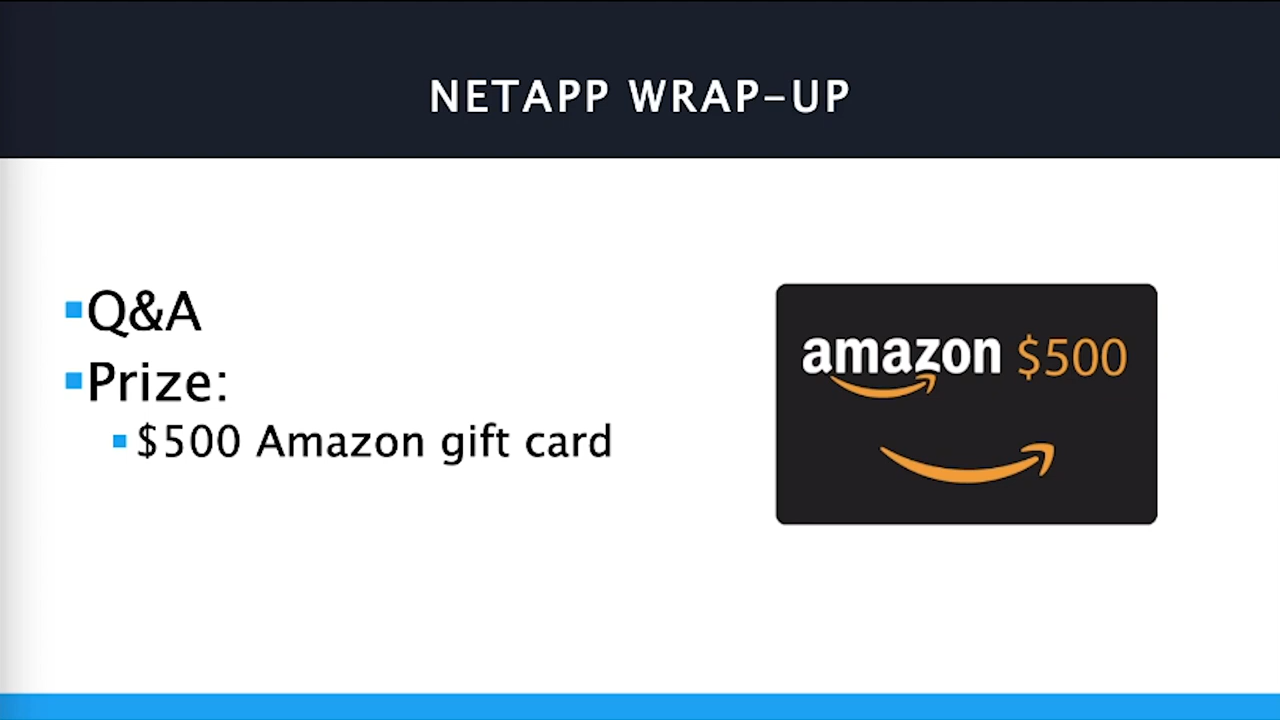 NETAPP WRAP-UP
Q&A
Prize:
$500 Amazon gift card
amazon $500